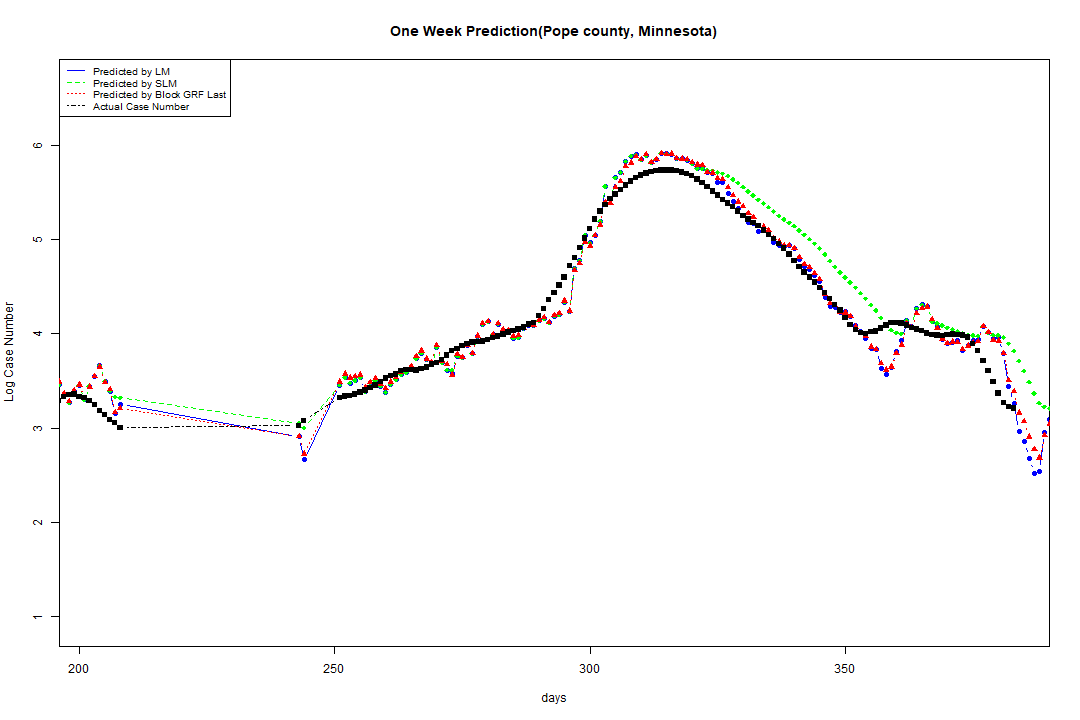 One Week Prediction(Pope county, Minnesota)
Predicted by LM
Predicted by SLM
Predicted by Block GRF Last
Actual Case Number
Log Case Number
6
5
4
3
2
1
200 250 300 350
days